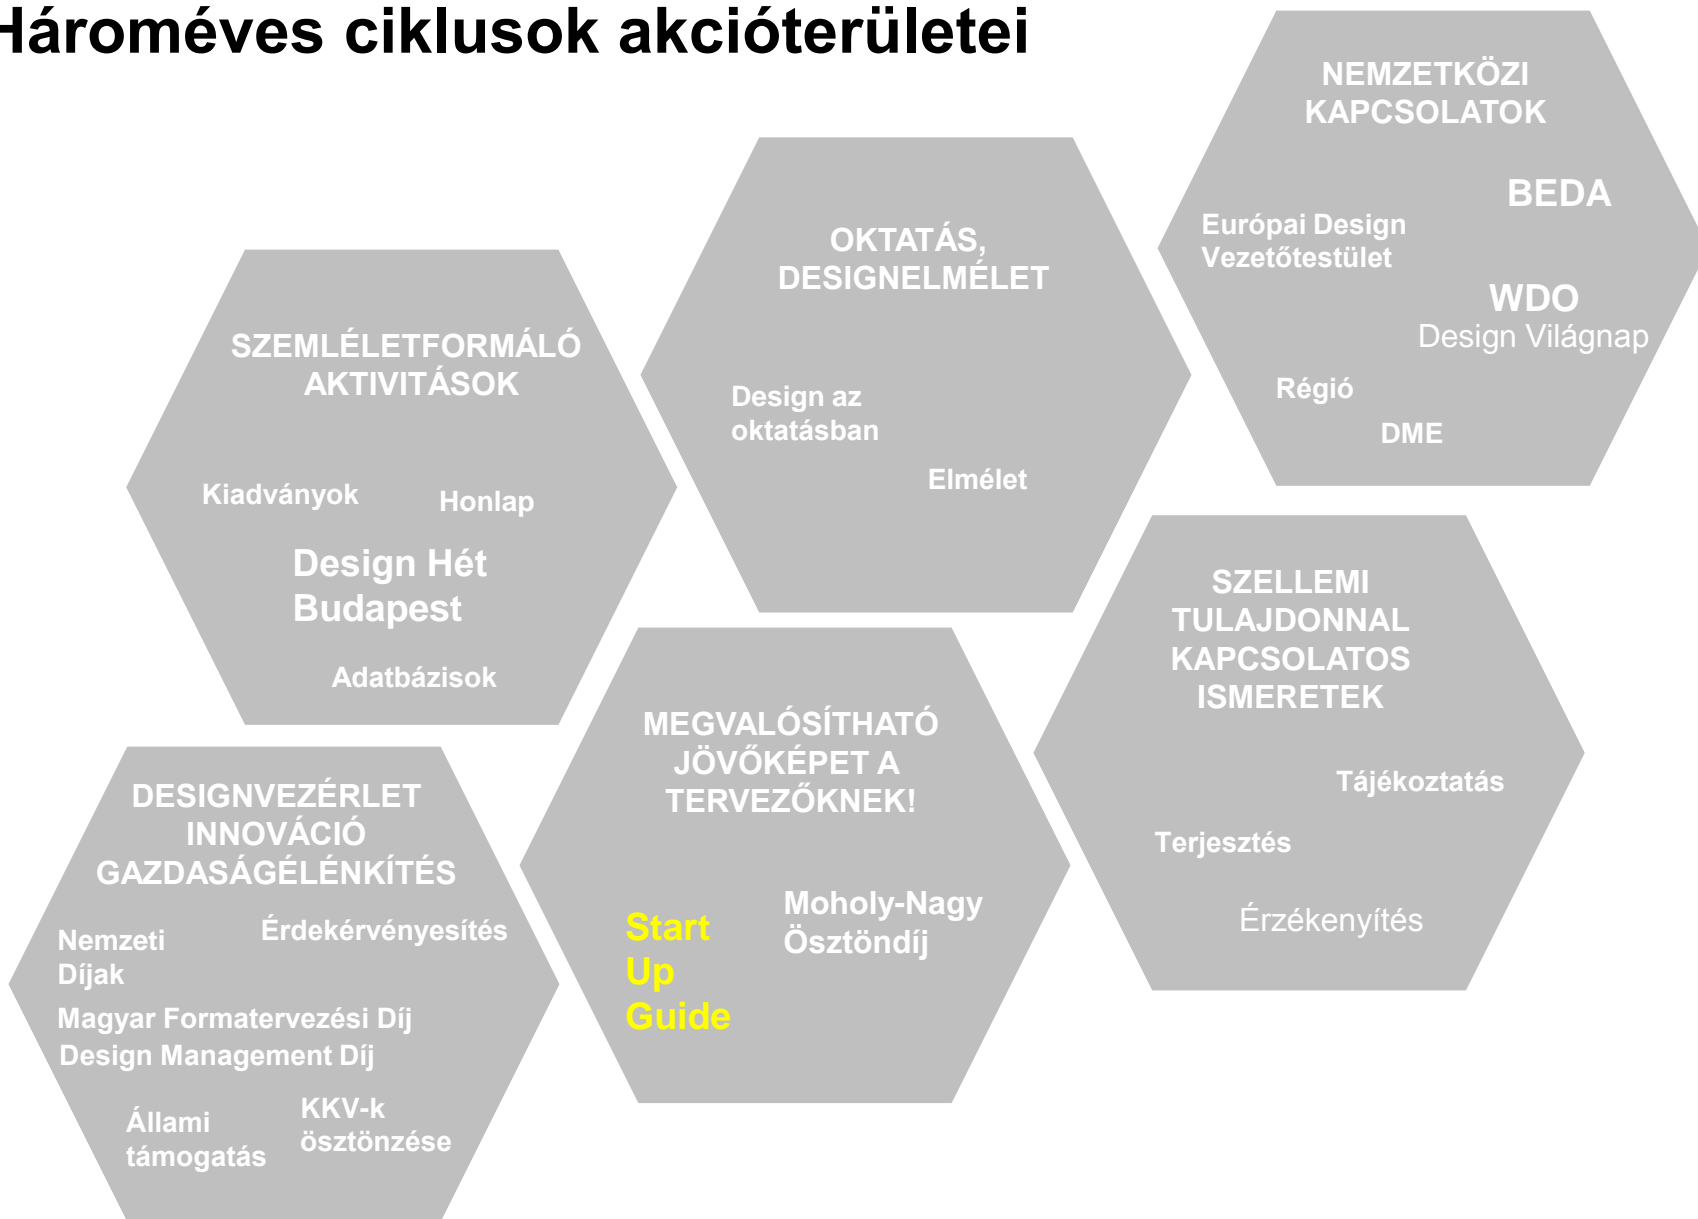 Hároméves ciklusok akcióterületei
NEMZETKÖZI
KAPCSOLATOK
BEDA
Európai Design
Vezetőtestület
WDO
Design Világnap
Régió
DME
OKTATÁS,
DESIGNELMÉLET
Design az
oktatásban
Elmélet
SZEMLÉLETFORMÁLÓ
AKTIVITÁSOK
Kiadványok
Honlap
Design Hét
Budapest
Adatbázisok
SZELLEMI
TULAJDONNAL
KAPCSOLATOS
ISMERETEK
Tájékoztatás
Terjesztés
Érzékenyítés
MEGVALÓSÍTHATÓ
JÖVŐKÉPET A
TERVEZŐKNEK!
Start
Up
Guide
Moholy-Nagy
Ösztöndíj
DESIGNVEZÉRLET
INNOVÁCIÓ
GAZDASÁGÉLÉNKÍTÉS
Nemzeti
Díjak
Érdekérvényesítés
Magyar Formatervezési Díj
Design Management Díj
Állami
támogatás
KKV-k
ösztönzése